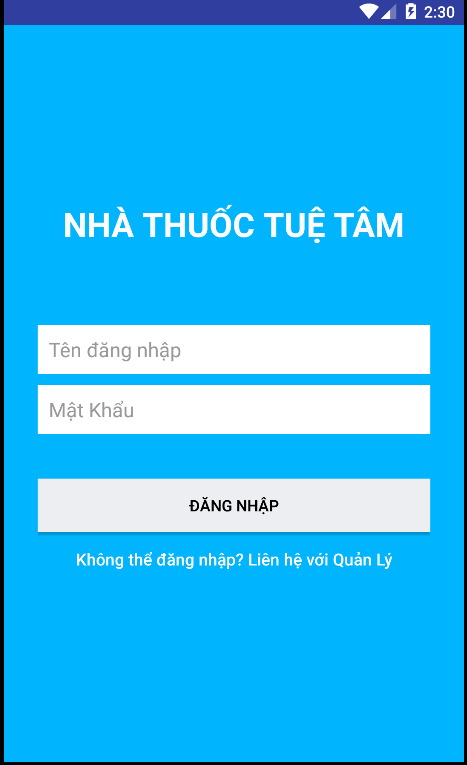 2:30
NHÀ THUỐC TUỆ TÂM
Tên đăng nhập
Mật Khẩu
ĐĂNG NHẬP
Không thể đăng nhập? Liên hệ với Quản Lý